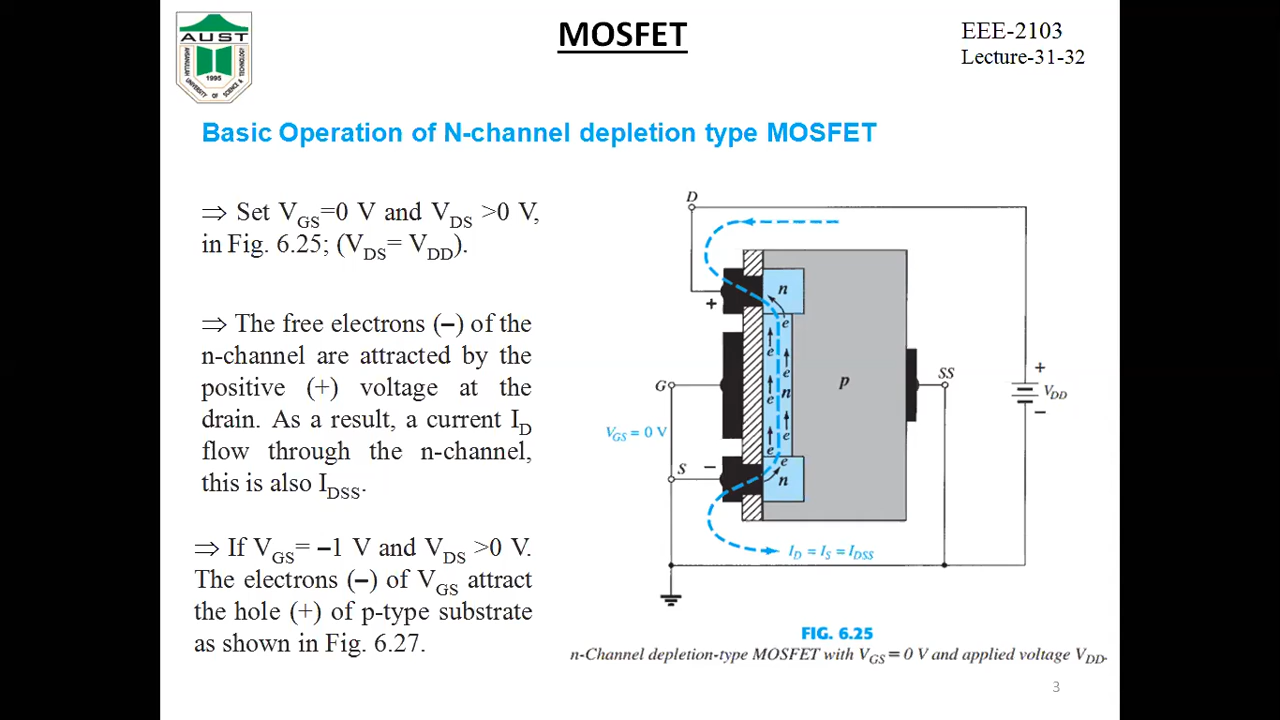 AUST
AHSANULLAH UNIVERSITY OF SCIENCE & TECHNOLOGY
1995
MOSFET
EEE-2103
Lecture-31-32
Basic Operation of N-channel depletion type MOSFET
⇒ Set VGS=0 V and VDS >0 V,
in Fig. 6.25; (VDS= VDD).
⇒ The free electrons (–) of the
n-channel are attracted by the
positive (+) voltage at the
drain. As a result, a current ID
flow through the n-channel,
this is also IDSS.
⇒ If VGS= –1 V and VDS >0 V.
The electrons (–) of VGS attract
the hole (+) of p-type substrate
as shown in Fig. 6.27.
D
n
+
e
e
e
e
n
e
e
e
e
n
p
G
VGS = 0 V
S
–
SS
+
VDD
–
ID = IS = IDSS
FIG. 6.25
n-Channel depletion-type MOSFET with VGS = 0 V and applied voltage VDD.
3